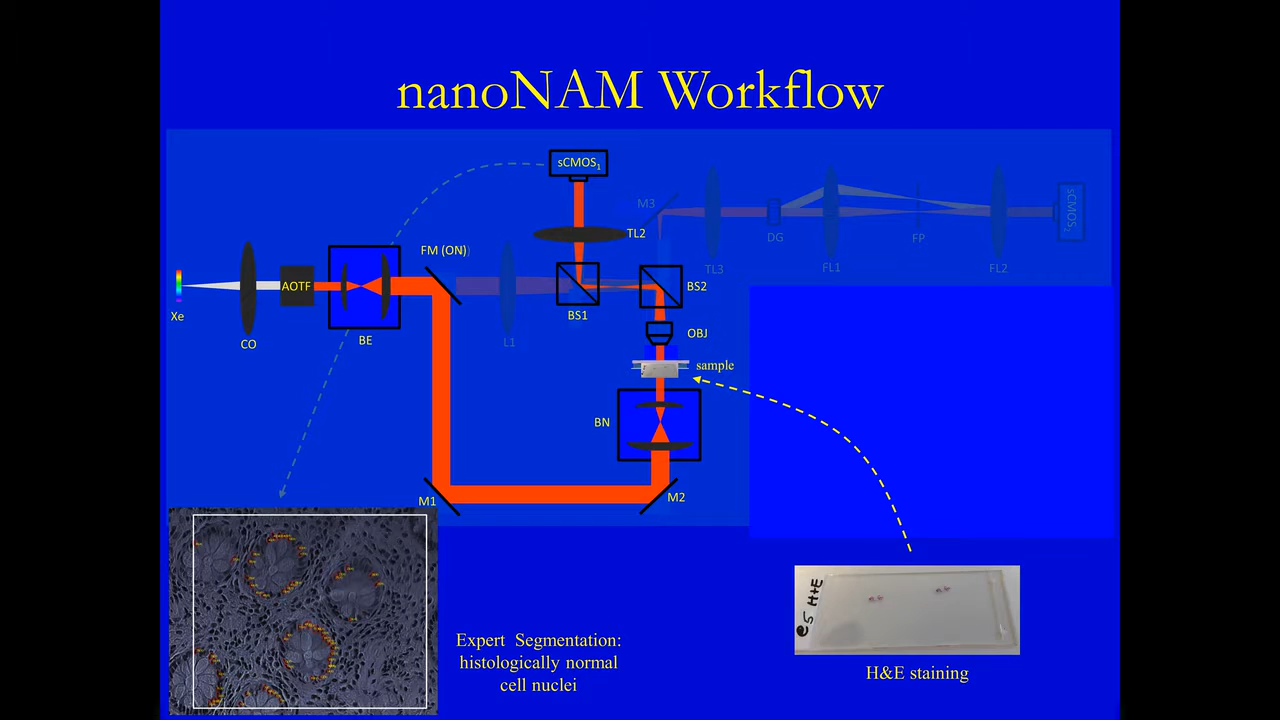 nanoNAM Workflow
sCMOS1
M3
TL2
FM (ON)
DG
FP
sCMOS2
TL3
FL1
FL2
AOTF
BS2
Xe
BS1
CO
BE
L1
OBJ
sample
BN
M1
M2
e5 H+E
Expert Segmentation:
histologically normal
cell nuclei
H&E staining